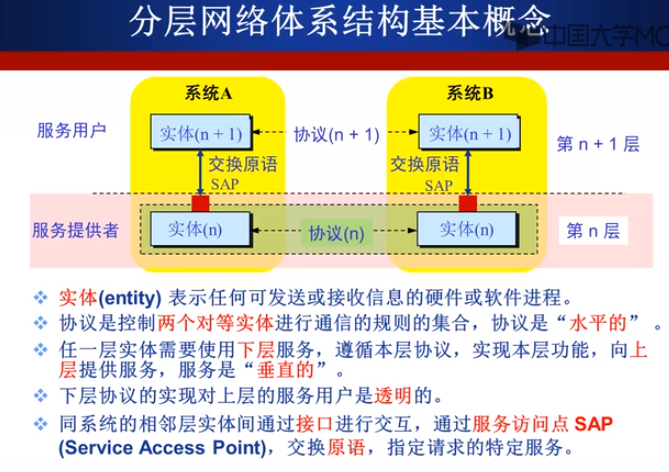 分层网络体系结构基本概念
中国大学MO
系统A
系统B
服务用户
实体(n + 1)
协议(n + 1)
实体(n + 1)
第 n + 1 层
交换原语
SAP
交换原语
SAP
服务提供者
实体(n)
协议(n)
实体(n)
第 n 层
❖ 实体(entity) 表示任何可发送或接收信息的硬件或软件进程。
❖ 协议是控制两个对等实体进行通信的规则的集合，协议是“水平的” 。
❖ 任一层实体需要使用下层服务，遵循本层协议，实现本层功能，向上
层提供服务，服务是“垂直的”。
❖ 下层协议的实现对上层的服务用户是透明的。
❖ 同系统的相邻层实体间通过接口进行交互，通过服务访问点 SAP
(Service Access Point)，交换原语，指定请求的特定服务。